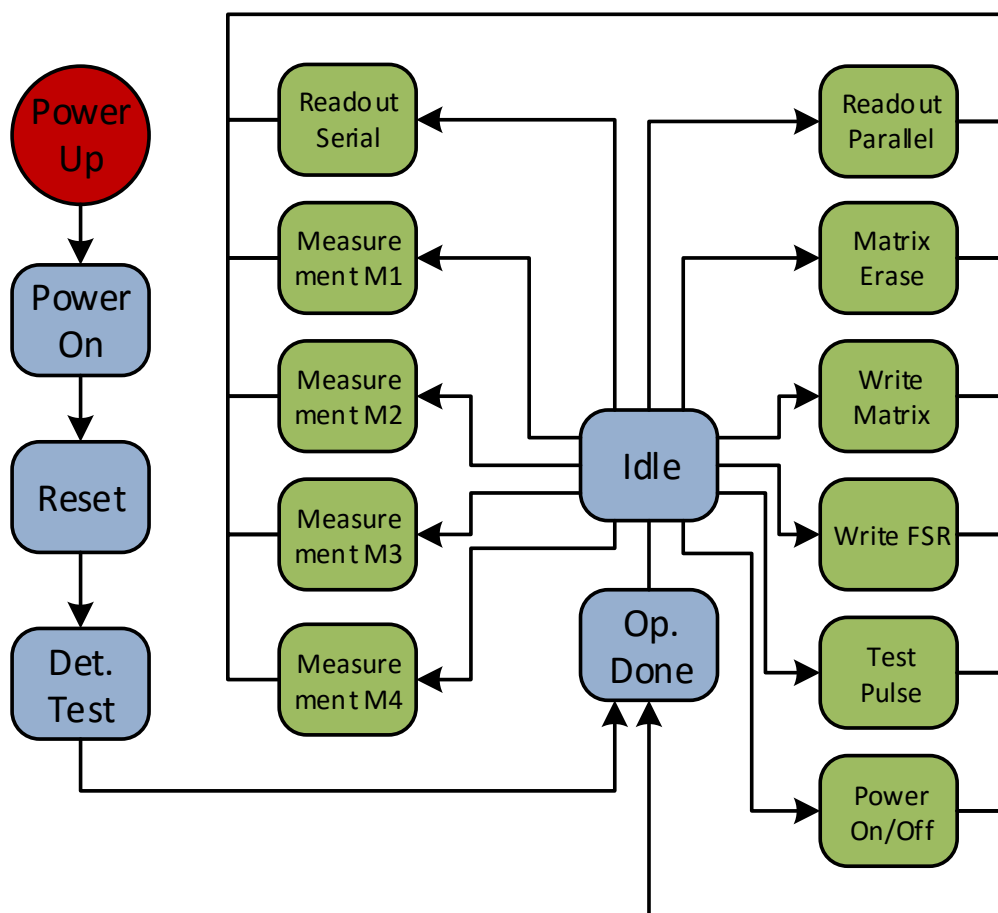 Power
Up
Power
On
Reset
Det.
Test
Readout
Serial
Measure
ment M1
Measure
ment M2
Measure
ment M3
Measure
ment M4
Idle
Op.
Done
Readout
Parallel
Matrix
Erase
Write
Matrix
Write FSR
Test
Pulse
Power
On/Off